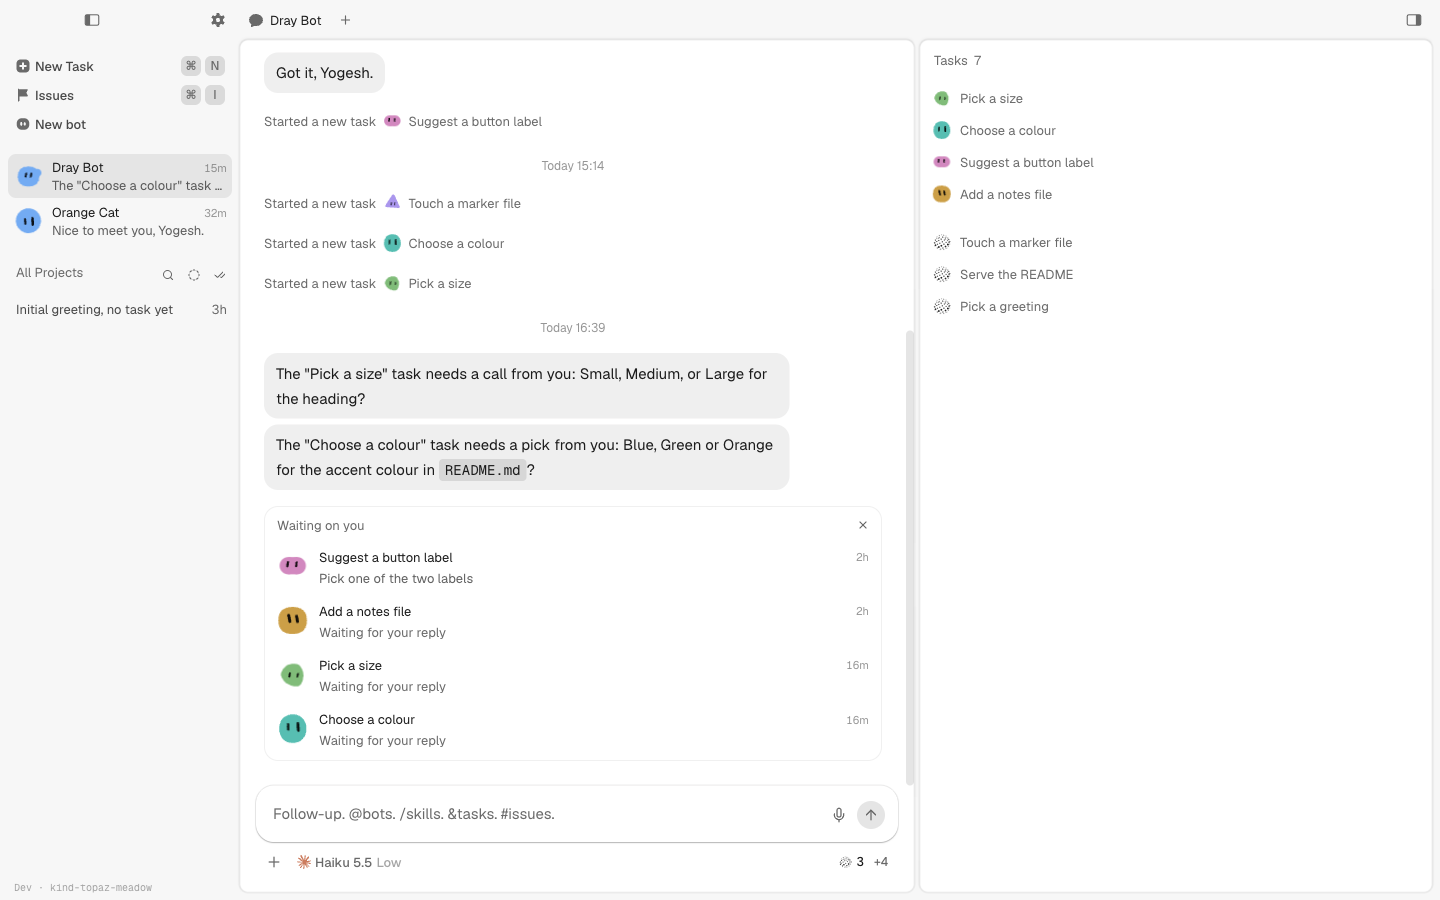 Dray Bot
New Task ⌘ N
Issues ⌘ I
New bot
Dray Bot 15m
The "Choose a colour" task ...
Orange Cat 32m
Nice to meet you, Yogesh.
All Projects
Initial greeting, no task yet 3h
Dev · kind-topaz-meadow
Got it, Yogesh.
Started a new task Suggest a button label
Today 15:14
Started a new task Touch a marker file
Started a new task Choose a colour
Started a new task Pick a size
Today 16:39
The "Pick a size" task needs a call from you: Small, Medium, or Large for
the heading?
The "Choose a colour" task needs a pick from you: Blue, Green or Orange
for the accent colour in README.md ?
Waiting on you
Suggest a button label 2h
Pick one of the two labels
Add a notes file 2h
Waiting for your reply
Pick a size 16m
Waiting for your reply
Choose a colour 16m
Waiting for your reply
Follow-up. @bots. /skills. &tasks. #issues.
Haiku 5.5 Low 3 +4
Tasks 7
Pick a size
Choose a colour
Suggest a button label
Add a notes file
Touch a marker file
Serve the README
Pick a greeting